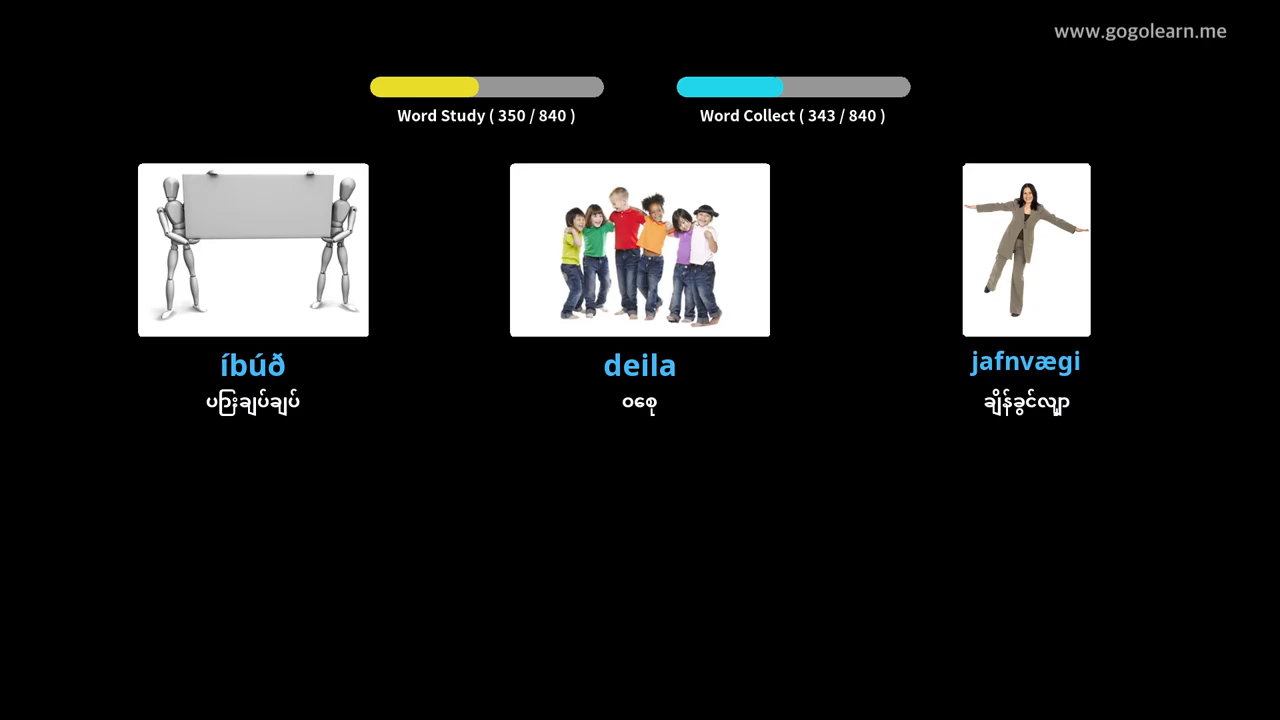 www.gogolearn.me
Word Study ( 350 / 840 )
Word Collect ( 343 / 840 )
íbúð
deila
jafnvægi
ပြားချပ်ချပ်
ဝေစု
ချိန်ခွင်လျှာ